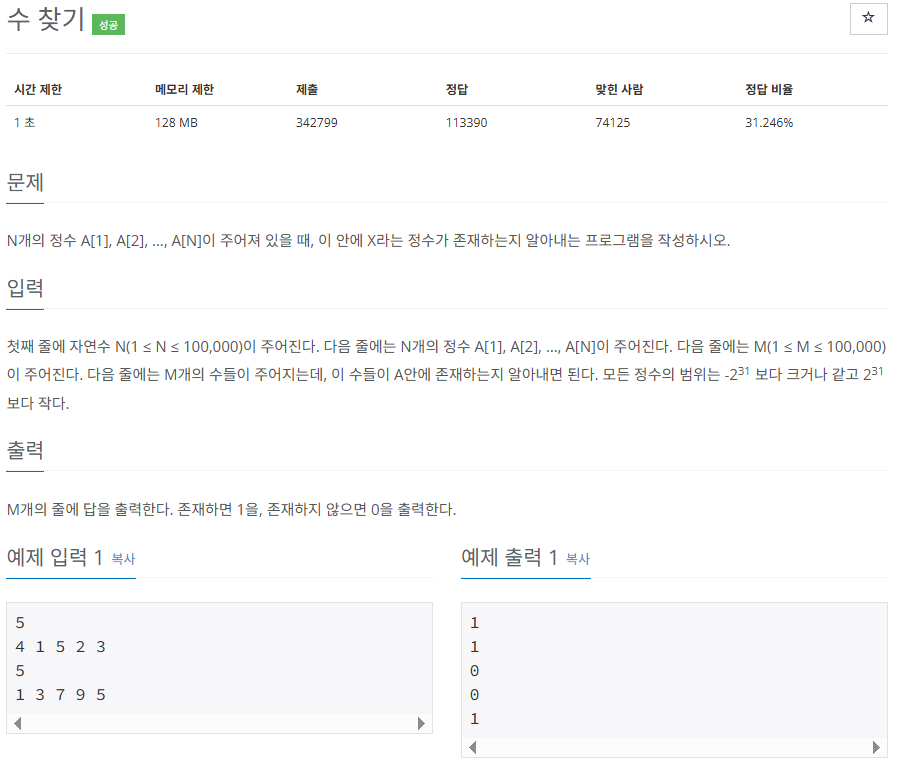 수 찾기 성공
☆
시간 제한 메모리 제한 제출 정답 맞힌 사람 정답 비율
1 초 128 MB 342799 113390 74125 31.246%
문제
N개의 정수 A[1], A[2], …, A[N]이 주어져 있을 때, 이 안에 X라는 정수가 존재하는지 알아내는 프로그램을 작성하시오.
입력
첫째 줄에 자연수 N(1 ≤ N ≤ 100,000)이 주어진다. 다음 줄에는 N개의 정수 A[1], A[2], …, A[N]이 주어진다. 다음 줄에는 M(1 ≤ M ≤ 100,000)
이 주어진다. 다음 줄에는 M개의 수들이 주어지는데, 이 수들이 A안에 존재하는지 알아내면 된다. 모든 정수의 범위는 -2³¹ 보다 크거나 같고 2³¹
보다 작다.
출력
M개의 줄에 답을 출력한다. 존재하면 1을, 존재하지 않으면 0을 출력한다.
예제 입력 1 복사
5
4 1 5 2 3
5
1 3 7 9 5
예제 출력 1 복사
1
1
0
0
1